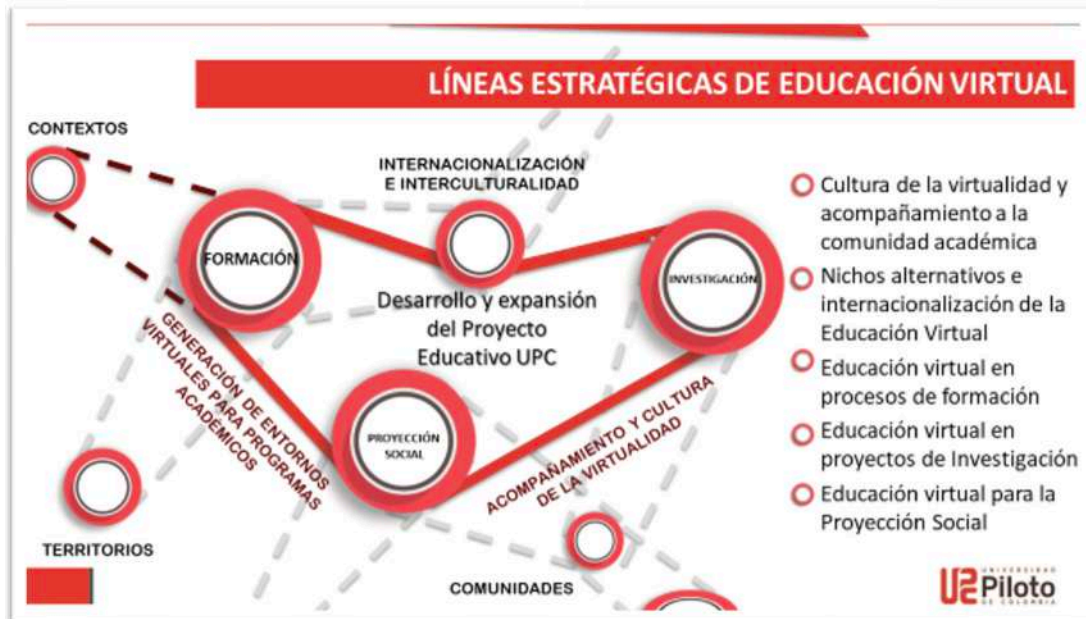 LÍNEAS ESTRATÉGICAS DE EDUCACIÓN VIRTUAL
CONTEXTOS
INTERNACIONALIZACIÓN
E INTERCULTURALIDAD
FORMACIÓN
INVESTIGACIÓN
Desarrollo y expansión
del Proyecto
Educativo UPC
GENERACIÓN DE ENTORNOS
VIRTUALES PARA PROGRAMAS
ACADÉMICOS
PROYECCIÓN
SOCIAL
ACOMPAÑAMIENTO Y CULTURA
DE LA VIRTUALIDAD
TERRITORIOS
COMUNIDADES
Cultura de la virtualidad y
acompañamiento a la
comunidad académica
Nichos alternativos e
internacionalización de la
Educación Virtual
Educación virtual en
procesos de formación
Educación virtual en
proyectos de Investigación
Educación virtual para la
Proyección Social
UNIVERSIDAD
Piloto
DE COLOMBIA